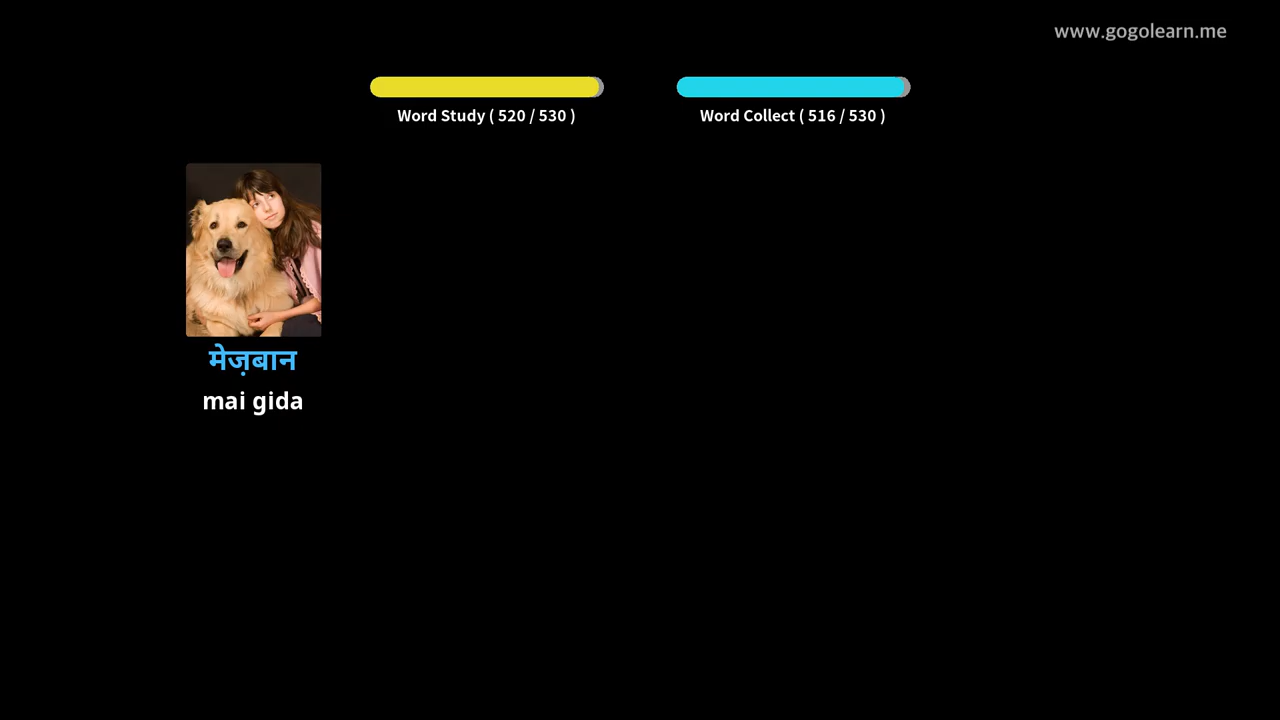 www.gogolearn.me
Word Study ( 520 / 530 )
Word Collect ( 516 / 530 )
मेज़बान
mai gida